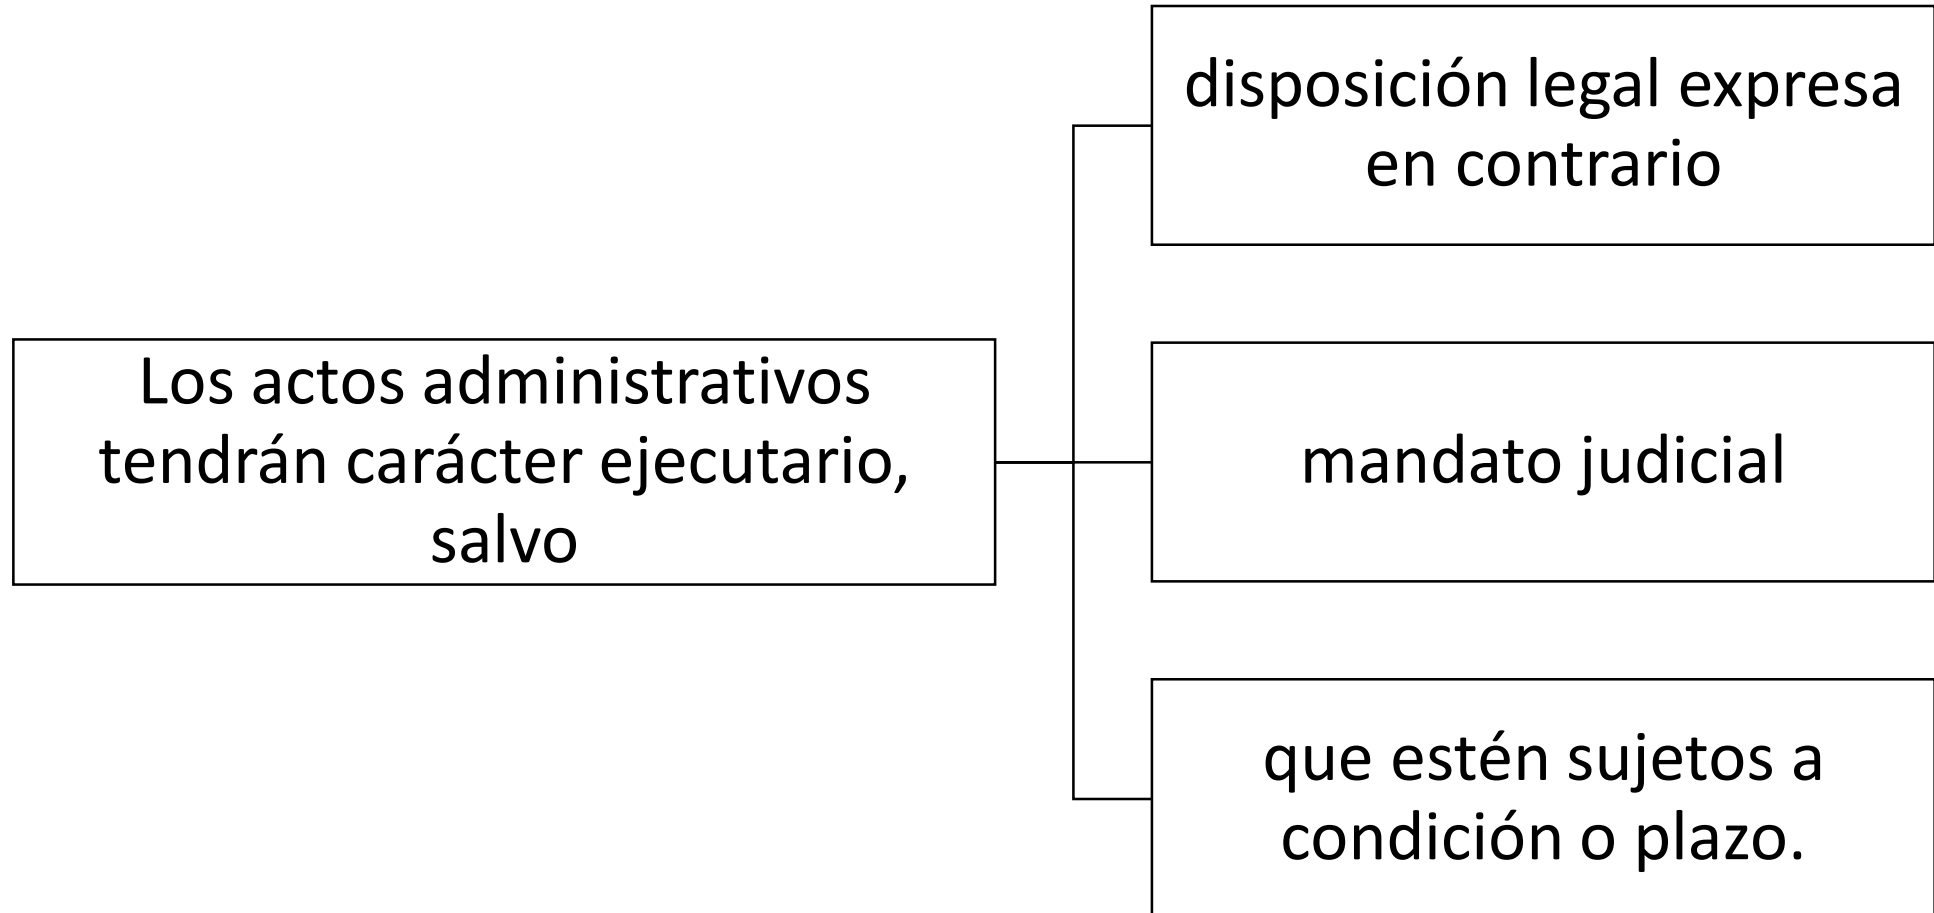 Los actos administrativos
tendrán carácter ejecutario,
salvo
disposición legal expresa
en contrario
mandato judicial
que estén sujetos a
condición o plazo.